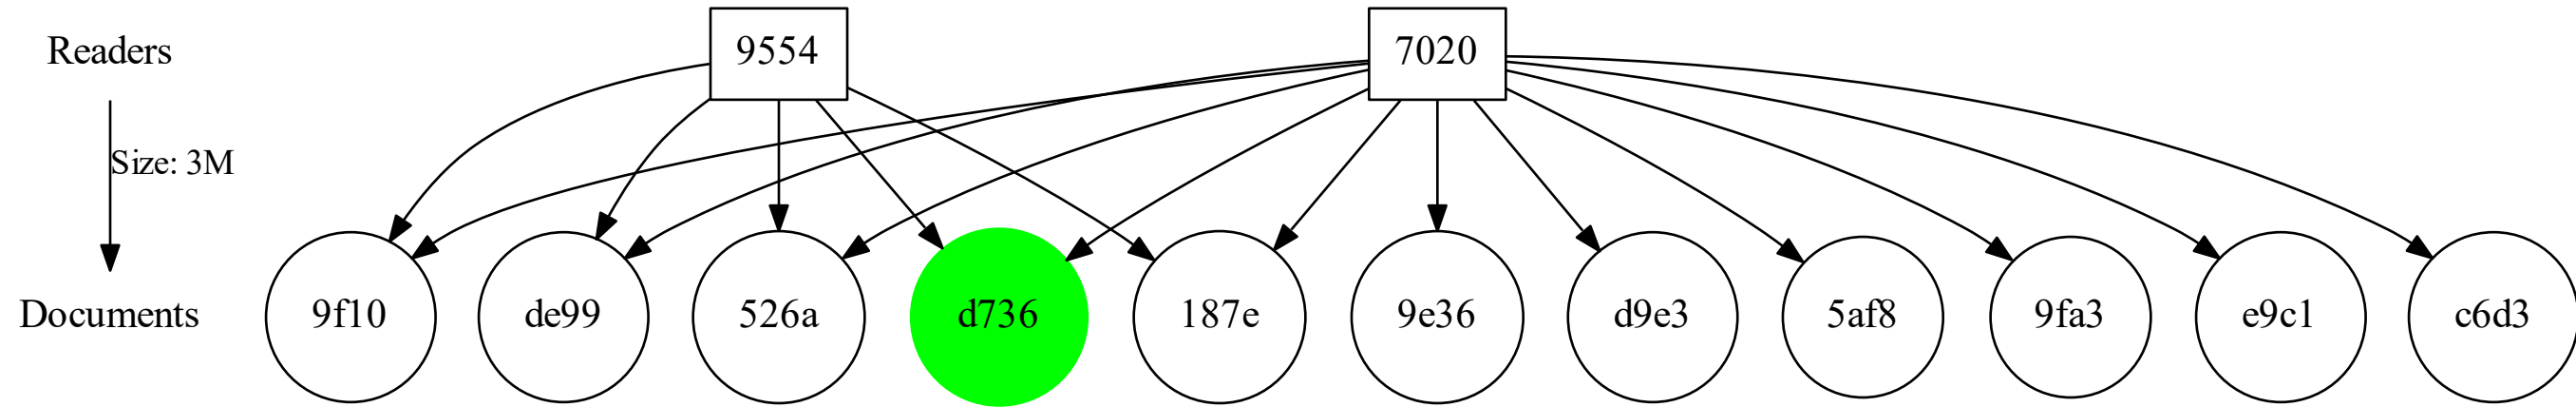 Readers
9554
7020
Size: 3M
Documents
9f10
de99
526a
d736
187e
9e36
d9e3
5af8
9fa3
e9c1
c6d3